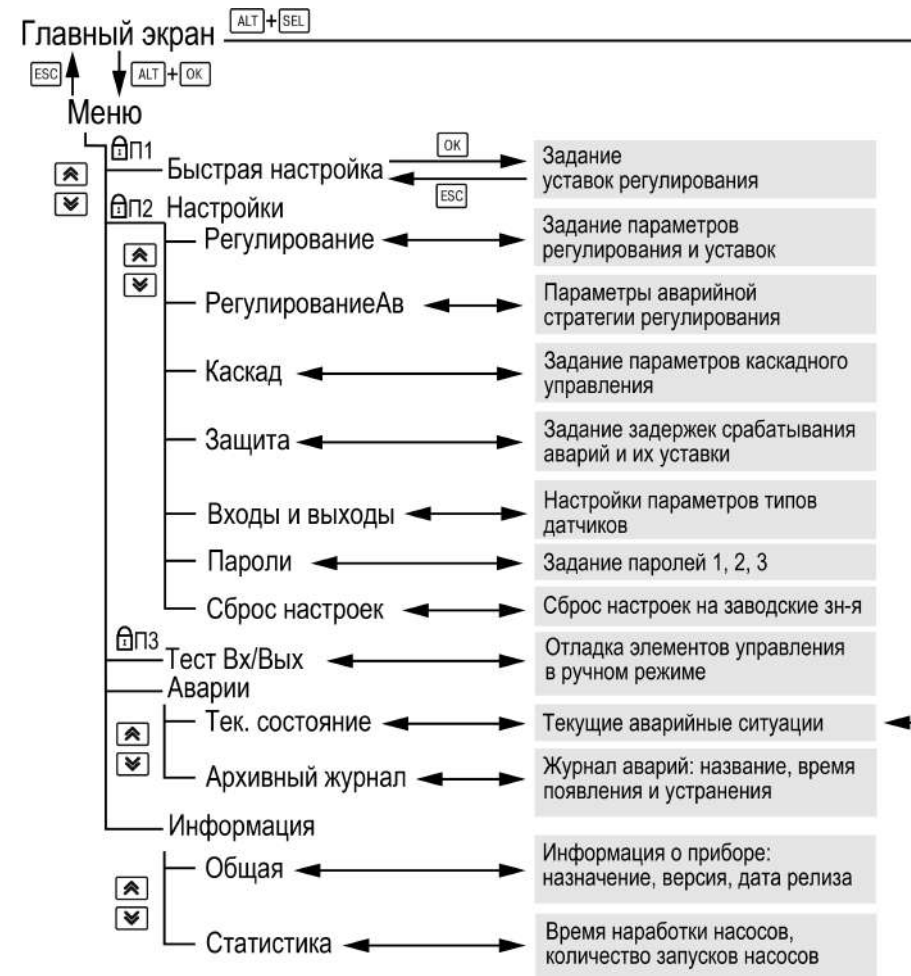 Главный экран ALT+SEL
ESC ALT+OK
Меню
П1
Быстрая настройка OK ESC Задание
уставок регулирования
П2 Настройки
Регулирование Задание параметров
регулирования и уставок
РегулированиеАв Параметры аварийной
стратегии регулирования
Каскад Задание параметров каскадного
управления
Защита Задание задержек срабатывания
аварий и их уставки
Входы и выходы Настройки параметров типов
датчиков
Пароли Задание паролей 1, 2, 3
Сброс настроек Сброс настроек на заводские зн-я
П3
Тест Вх/Вых Отладка элементов управления
в ручном режиме
Аварии
Тек. состояние Текущие аварийные ситуации
Архивный журнал Журнал аварий: название, время
появления и устранения
Информация
Общая Информация о приборе:
назначение, версия, дата релиза
Статистика Время наработки насосов,
количество запусков насосов